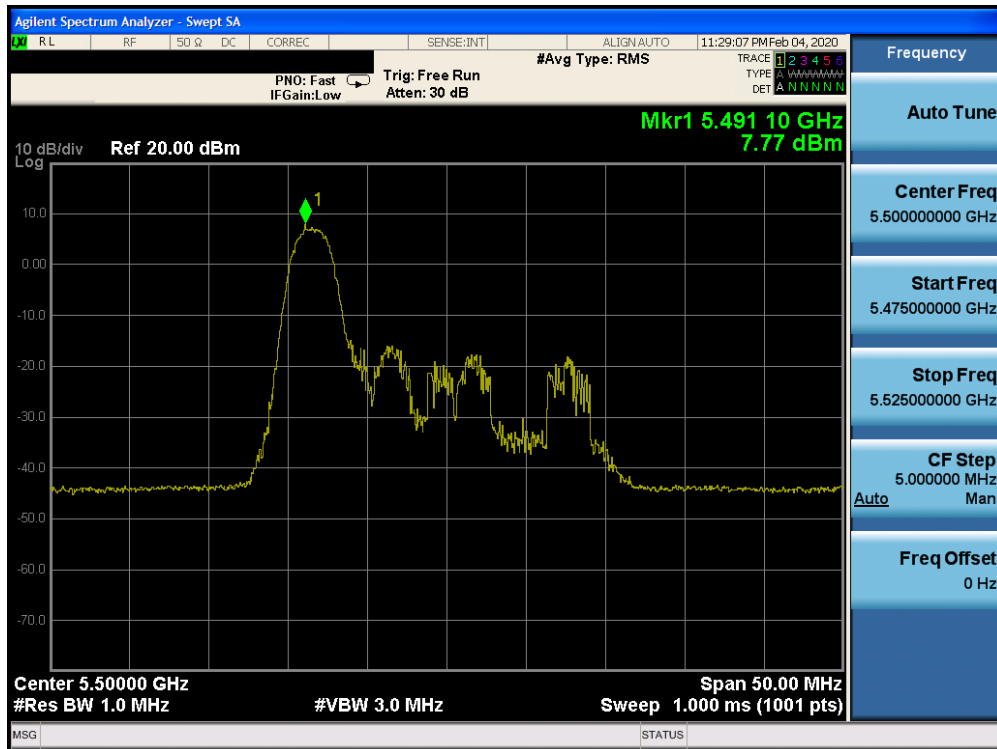 Agilent Spectrum Analyzer - Swept SA
LXI RL RF 50 Ω DC CORREC SENSE:INT ALIGN AUTO 11:29:07 PM Feb 04, 2020
#Avg Type: RMS
TRACE 1 2 3 4 5 6
TYPE A WWWWW
DET A N N N N N
PNO: Fast
IFGain:Low
Trig: Free Run
Atten: 30 dB
Mkr1 5.491 10 GHz
7.77 dBm
10 dB/div Ref 20.00 dBm
Log
1
10.0
0.00
-10.0
-20.0
-30.0
-40.0
-50.0
-60.0
-70.0
Center 5.50000 GHz Span 50.00 MHz
#Res BW 1.0 MHz #VBW 3.0 MHz Sweep 1.000 ms (1001 pts)
MSG STATUS
Frequency
Auto Tune
Center Freq
5.500000000 GHz
Start Freq
5.475000000 GHz
Stop Freq
5.525000000 GHz
CF Step
5.000000 MHz
Auto Man
Freq Offset
0 Hz